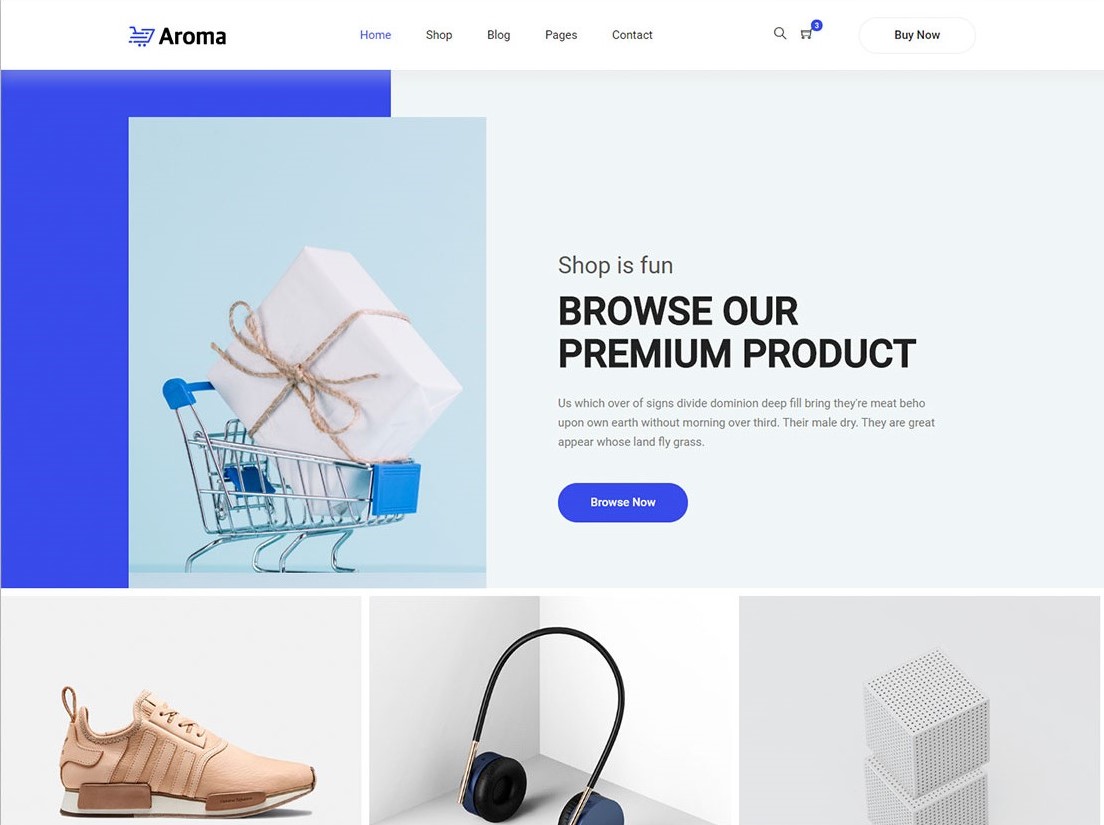 Aroma
Home Shop Blog Pages Contact
3
Buy Now
Shop is fun
BROWSE OUR
PREMIUM PRODUCT
Us which over of signs divide dominion deep fill bring they're meat beho
upon own earth without morning over third. Their male dry. They are great
appear whose land fly grass.
Browse Now